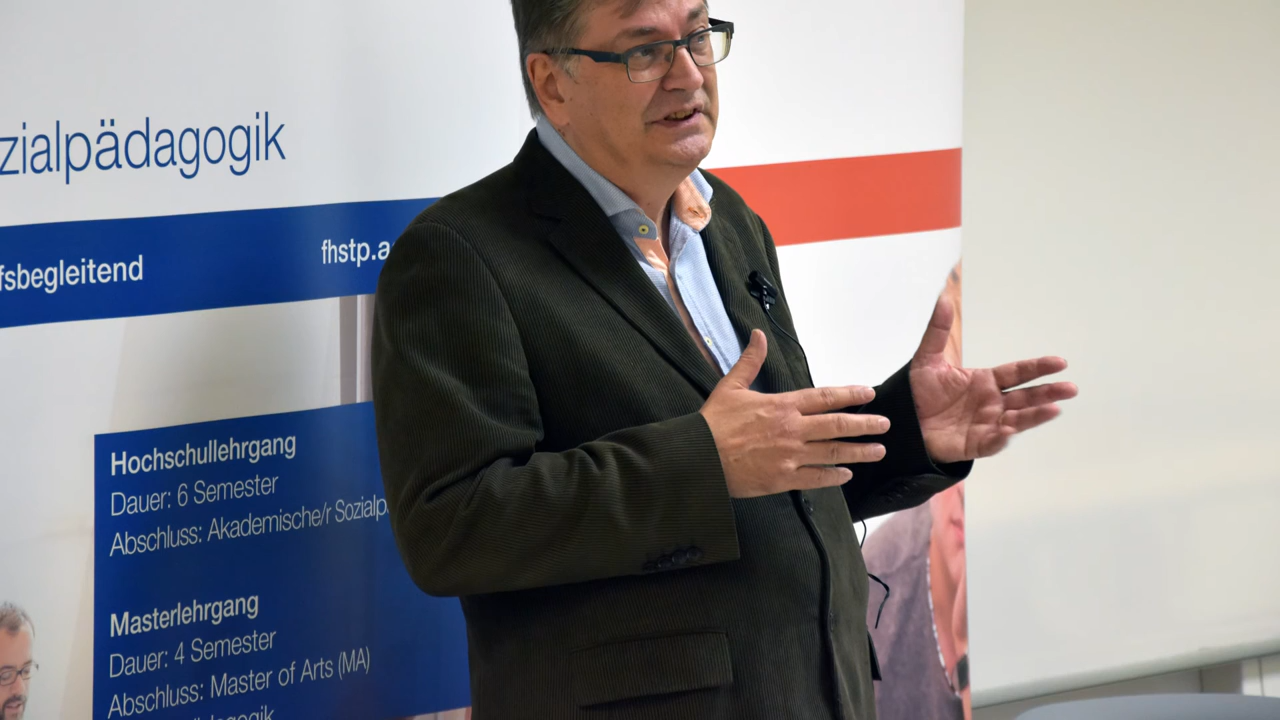 zialpädagogik
fsbegleitend
fhstp.a
Hochschullehrgang
Dauer: 6 Semester
Abschluss: Akademische/r Sozialp
Masterlehrgang
Dauer: 4 Semester
Abschluss: Master of Arts (MA)